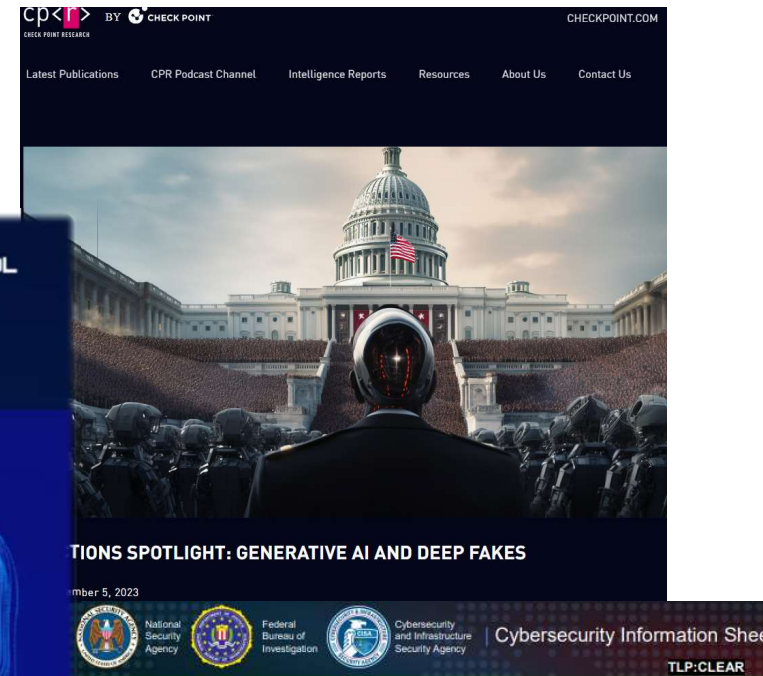 cp<r> BY CHECK POINT
CHECK POINT RESEARCH
CHECKPOINT.COM
Latest Publications CPR Podcast Channel Intelligence Reports Resources About Us Contact Us
OL
TIONS SPOTLIGHT: GENERATIVE AI AND DEEP FAKES
mber 5, 2023
National Security Agency
Federal Bureau of Investigation
CISA
Cybersecurity and Infrastructure Security Agency
| Cybersecurity Information Shee
TLP:CLEAR